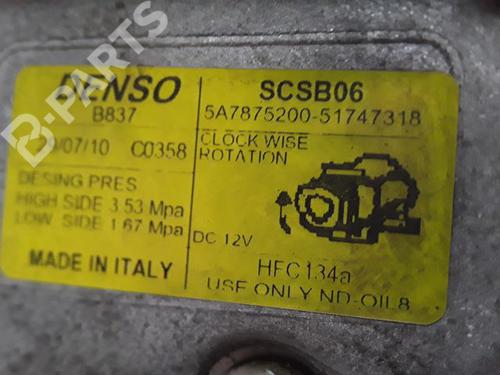 B-PARTS
DENSO SCSB06
B837 5A7875200-51747318
29/07/10 C0358 CLOCK WISE
ROTATION
DESING PRES
HIGH SIDE 3.53 Mpa
LOW SIDE 1.67 Mpa
DC 12V
MADE IN ITALY HFC134a
USE ONLY ND-OIL8